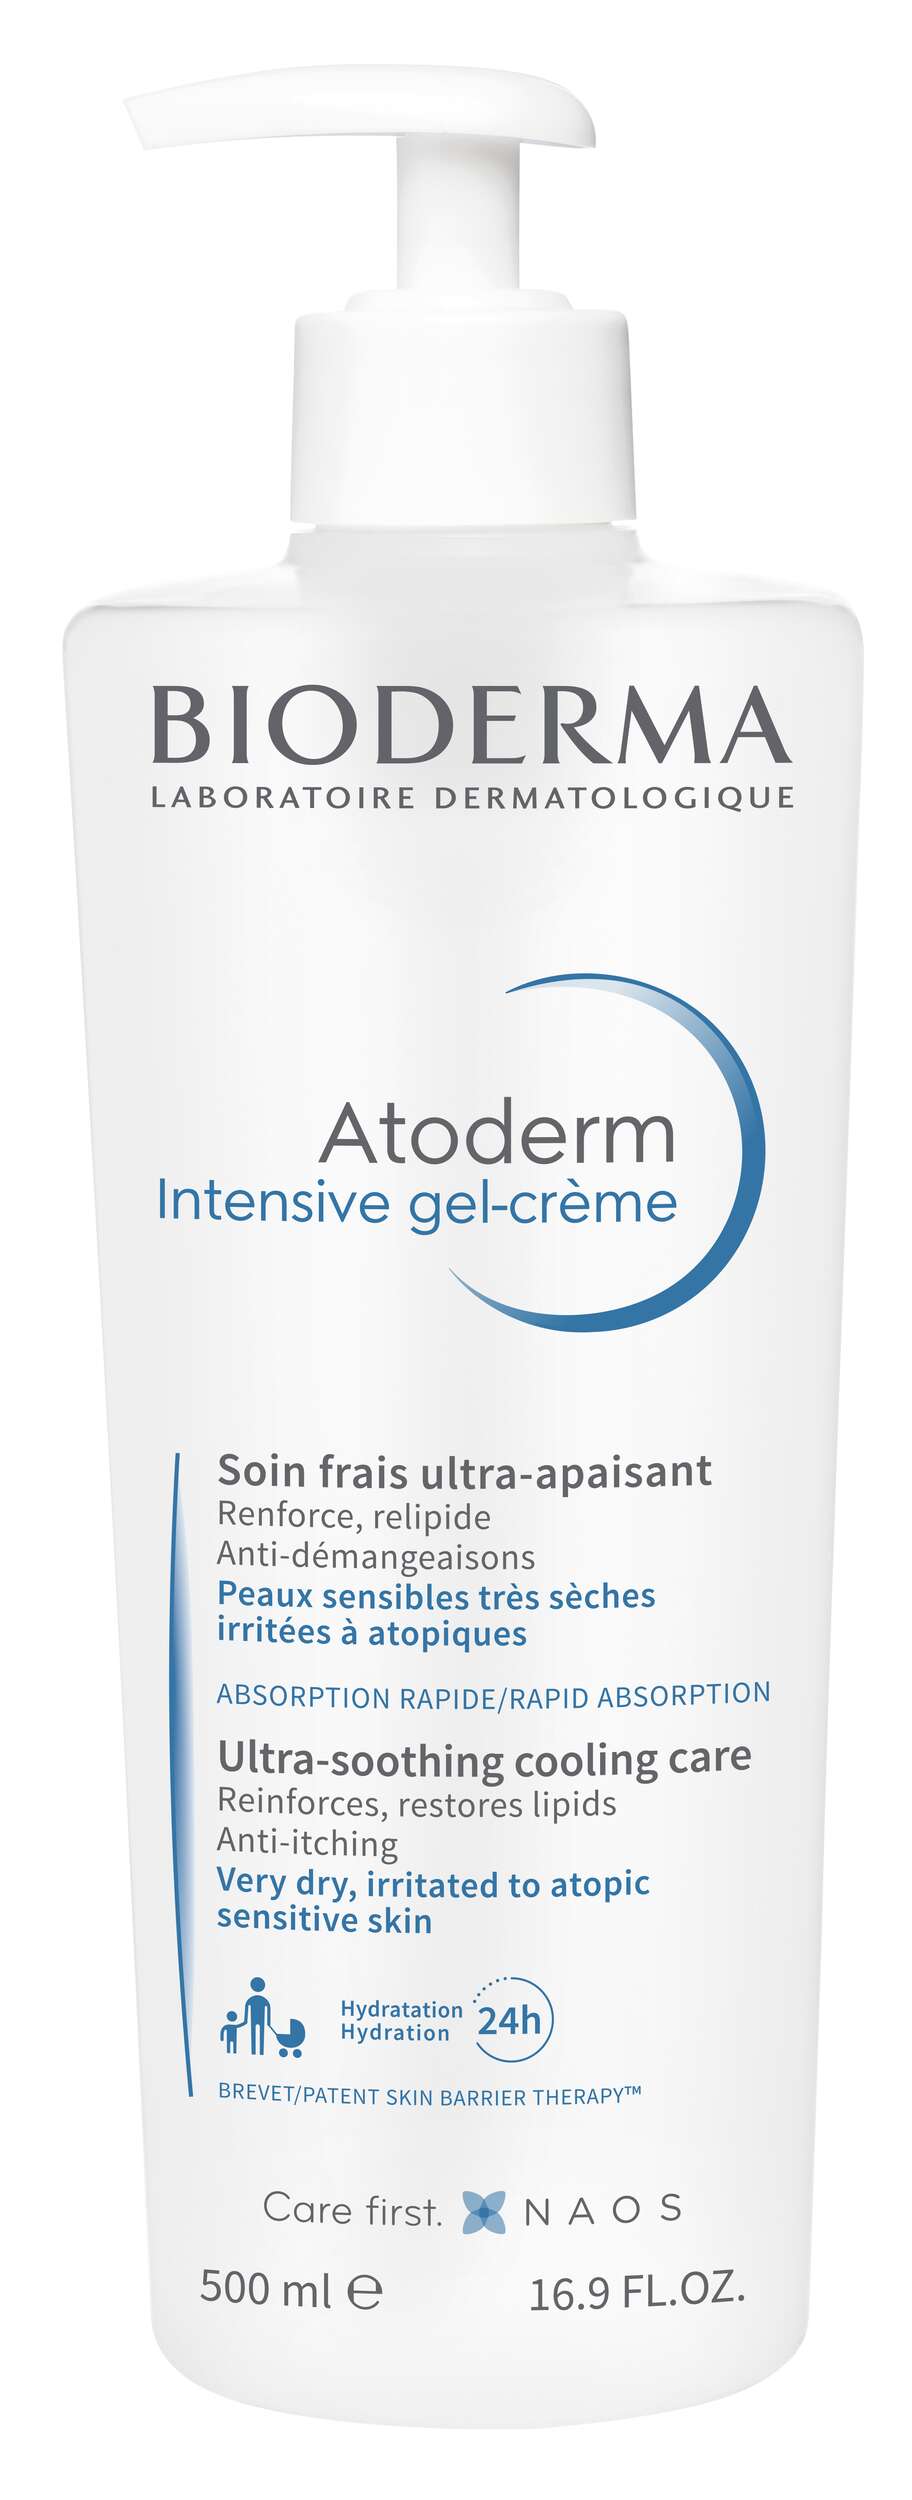 BIODERMA
LABORATOIRE DERMATOLOGIQUE
Atoderm
Intensive gel-crème
Soin frais ultra-apaisant
Renforce, relipide
Anti-démangeaisons
Peaux sensibles très sèches
irritées à atopiques
ABSORPTION RAPIDE/RAPID ABSORPTION
Ultra-soothing cooling care
Reinforces, restores lipids
Anti-itching
Very dry, irritated to atopic
sensitive skin
Hydratation
Hydration
24h
BREVET/PATENT SKIN BARRIER THERAPY™
Care first. NAOS
500 ml ℮ 16.9 FL.OZ.